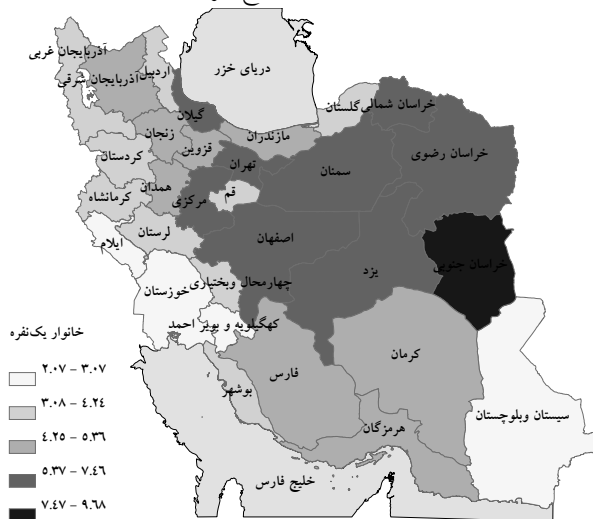 دریای خزر
آذربایجان غربی
آذربایجان شرقی
اردبیل
گیلان
گلستان
خراسان شمالی
مازندران
زنجان
قزوین
خراسان رضوی
کردستان
تهران
سمنان
همدان
قم
کرمانشاه
مرکزی
لرستان
ایلام
اصفهان
خراسان جنوبی
یزد
چهارمحال وبختیاری
خوزستان
کهگیلویه و بویر احمد
کرمان
فارس
بوشهر
سیستان وبلوچستان
هرمزگان
خلیج فارس
خانوار یک‌نفره
۲.۰۷ - ۳.۰۷
۳.۰۸ - ۴.۲۴
۴.۲۵ - ۵.۳۶
۵.۳۷ - ۷.۴۶
۷.۴۷ - ۹.۶۸